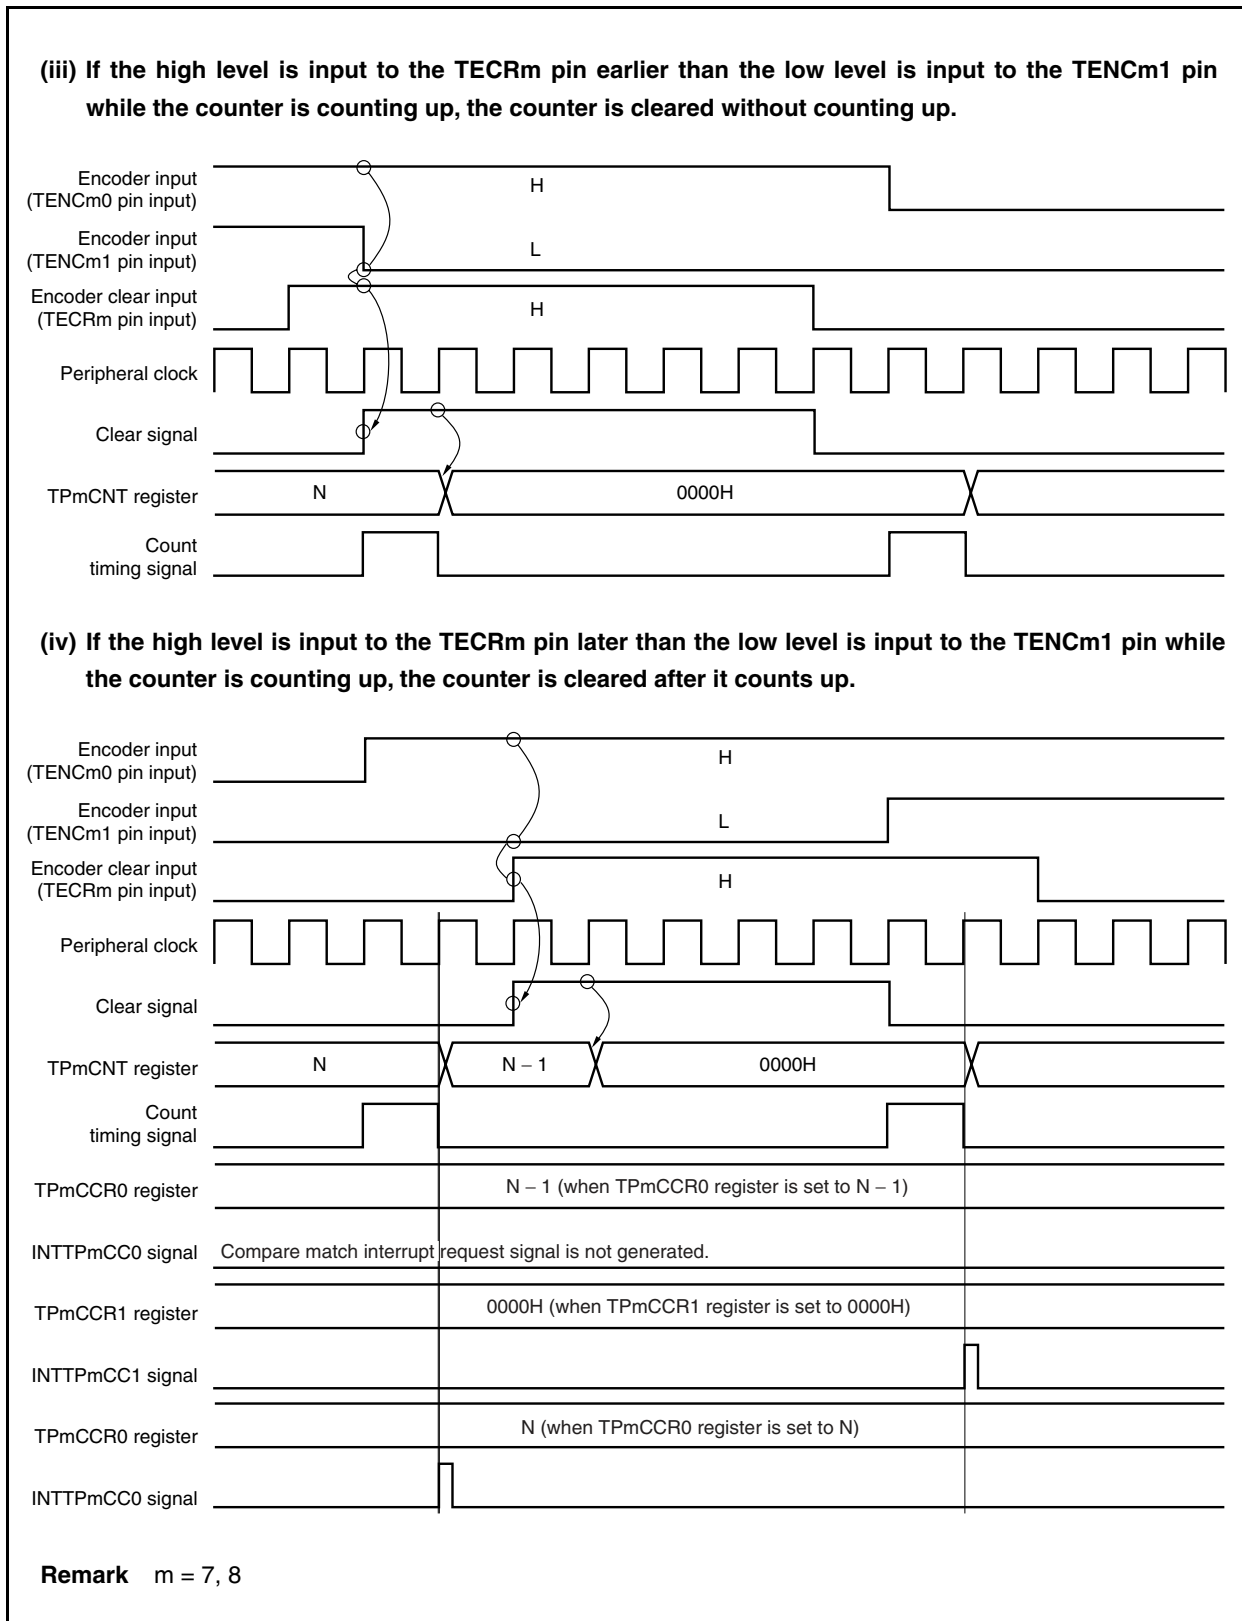 (iii) If the high level is input to the TECRm pin earlier than the low level is input to the TENCm1 pin
while the counter is counting up, the counter is cleared without counting up.
Encoder input
(TENCm0 pin input)
H
Encoder input
(TENCm1 pin input)
L
Encoder clear input
(TECRm pin input)
H
Peripheral clock
Clear signal
TPmCNT register
N
0000H
Count
timing signal
(iv) If the high level is input to the TECRm pin later than the low level is input to the TENCm1 pin while
the counter is counting up, the counter is cleared after it counts up.
Encoder input
(TENCm0 pin input)
H
Encoder input
(TENCm1 pin input)
L
Encoder clear input
(TECRm pin input)
H
Peripheral clock
Clear signal
TPmCNT register
N
N – 1
0000H
Count
timing signal
TPmCCR0 register
N – 1 (when TPmCCR0 register is set to N – 1)
INTTPmCC0 signal
Compare match interrupt request signal is not generated.
TPmCCR1 register
0000H (when TPmCCR1 register is set to 0000H)
INTTPmCC1 signal
TPmCCR0 register
N (when TPmCCR0 register is set to N)
INTTPmCC0 signal
Remark m = 7, 8